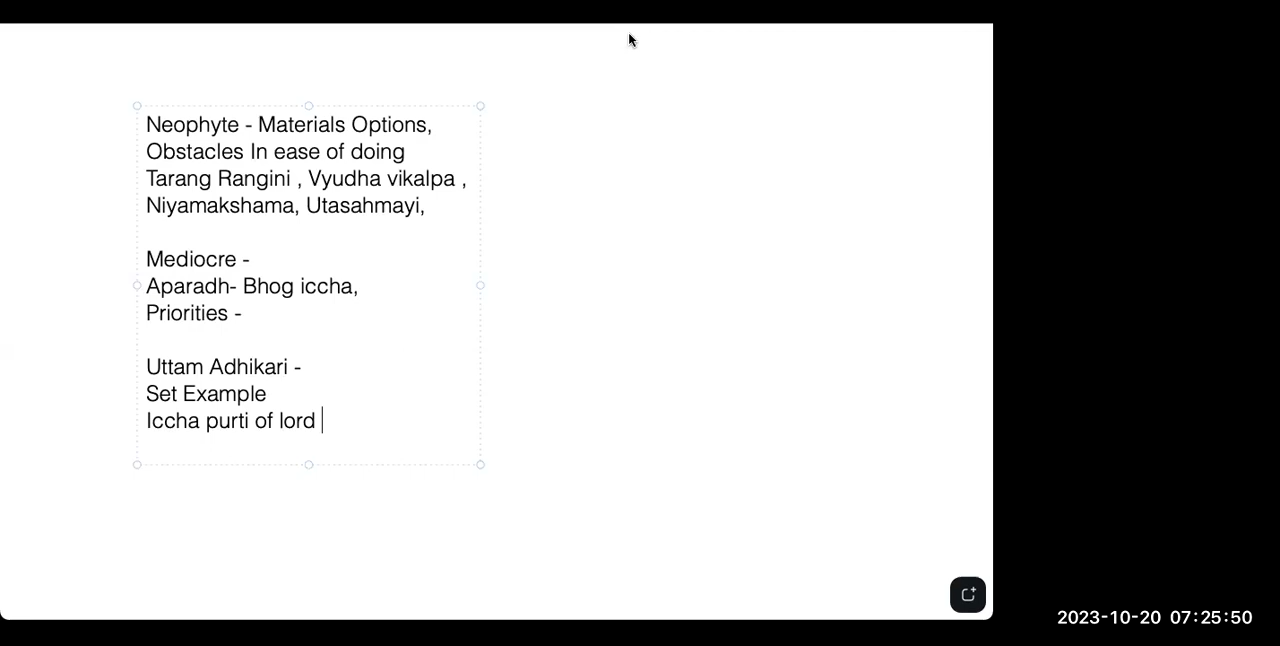 Neophyte - Materials Options,
Obstacles In ease of doing
Tarang Rangini , Vyudha vikalpa ,
Niyamakshama, Utasahmayi,
Mediocre -
Aparadh- Bhog iccha,
Priorities -
Uttam Adhikari -
Set Example
Iccha purti of lord
2023-10-20 07:25:50